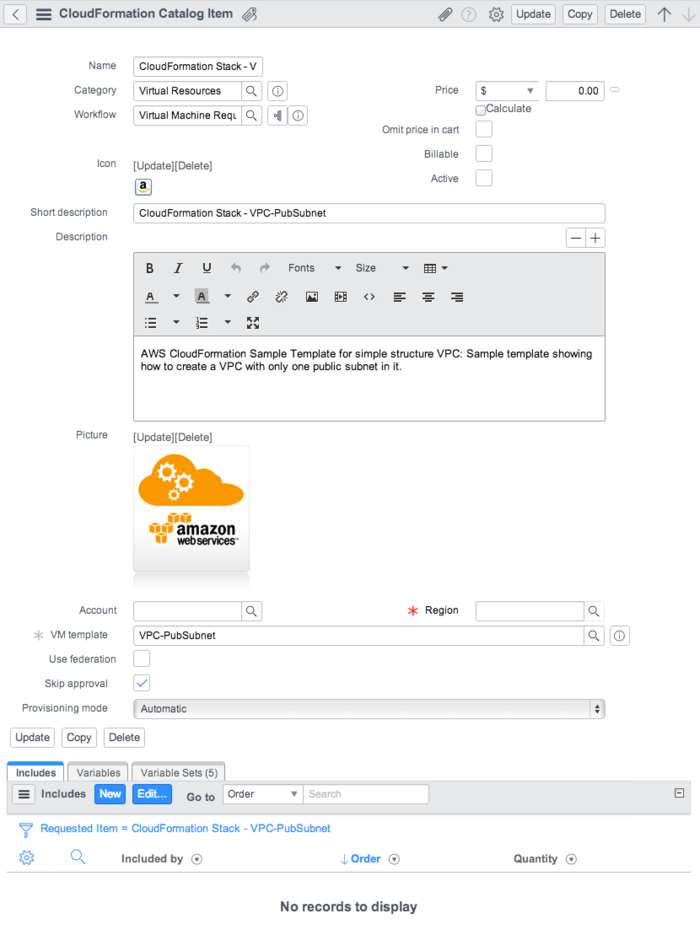 CloudFormation Catalog Item
Update Copy Delete
Name CloudFormation Stack - V
Category Virtual Resources
Price $ 0.00
Calculate
Workflow Virtual Machine Requ
Omit price in cart
Billable
Active
Icon [Update][Delete]
a
Short description CloudFormation Stack - VPC-PubSubnet
Description
B I U Fonts Size
A A
AWS CloudFormation Sample Template for simple structure VPC: Sample template showing
how to create a VPC with only one public subnet in it.
Picture [Update][Delete]
amazon
webservices™
Account
Region
VM template VPC-PubSubnet
Use federation
Skip approval
Provisioning mode Automatic
Update Copy Delete
Includes Variables Variable Sets (5)
Includes New Edit... Go to Order Search
Requested Item = CloudFormation Stack - VPC-PubSubnet
Included by Order Quantity
No records to display